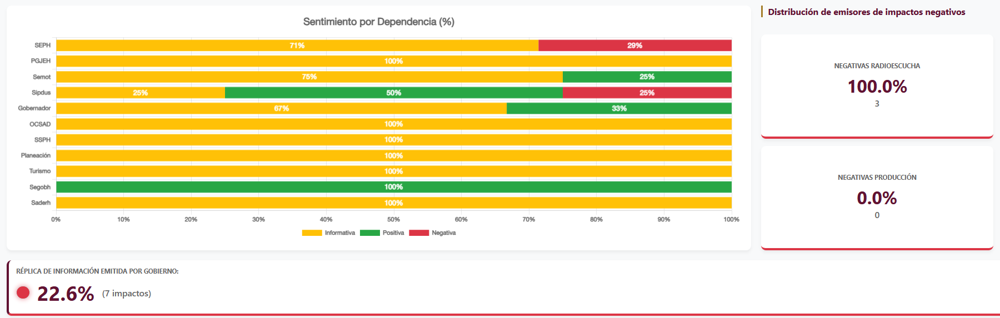 Sentimiento por Dependencia (%)
SEPH 71% 29%
PGJEH 100%
Semot 75% 25%
Sipdus 25% 50% 25%
Gobernador 67% 33%
OCSAD 100%
SSPH 100%
Planeación 100%
Turismo 100%
Segobh 100%
Saderh 100%
0% 10% 20% 30% 40% 50% 60% 70% 80% 90% 100%
Informativa Positiva Negativa
Distribución de emisores de impactos negativos
NEGATIVAS RADIOESCUCHA
100.0%
3
NEGATIVAS PRODUCCIÓN
0.0%
0
RÉPLICA DE INFORMACIÓN EMITIDA POR GOBIERNO:
22.6% (7 impactos)